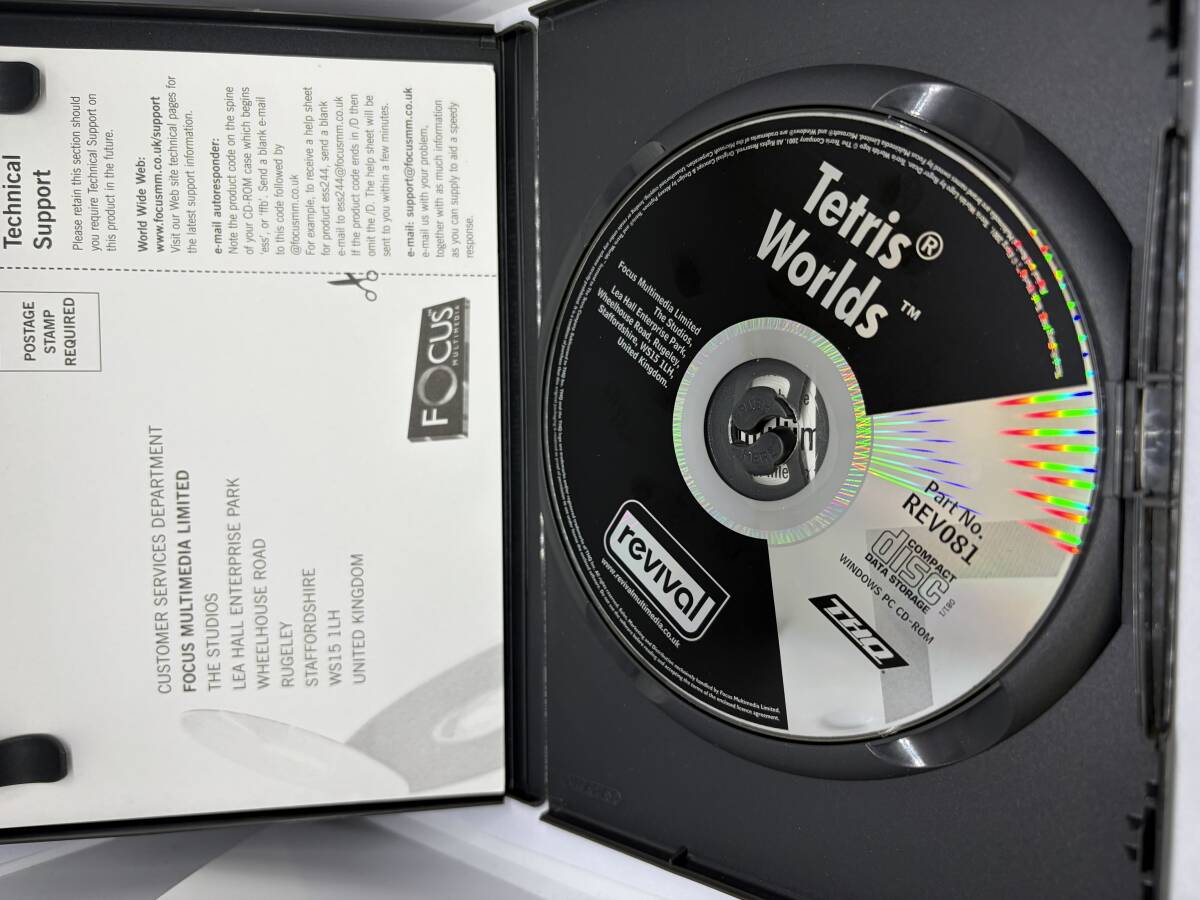 Technical
Support
Please retain this section should
you require Technical Support on
this product in the future.
World Wide Web:
www.focusmm.co.uk/support
Visit our Web site technical pages for
the latest support information.
e-mail autoresponder:
Note the product code on the spine
of your CD-ROM case which begins
'ess', or 'ffb'. Send a blank e-mail
to this code followed by
@focusmm.co.uk
For example, to receive a help sheet
for product ess244, send a blank
e-mail to ess244@focusmm.co.uk
If the product code ends in /D then
omit the /D. The help sheet will be
sent to you within a few minutes.
e-mail: support@focusmm.co.uk
e-mail us with your problem,
together with as much information
as you can supply to aid a speedy
response.
POSTAGE
STAMP
REQUIRED
FOCUS
MULTIMEDIA
CUSTOMER SERVICES DEPARTMENT
FOCUS MULTIMEDIA LIMITED
THE STUDIOS
LEA HALL ENTERPRISE PARK
WHEELHOUSE ROAD
RUGELEY
STAFFORDSHIRE
WS15 1LH
UNITED KINGDOM
Tetris®
Worlds™
Focus Multimedia Limited
The Studios,
Lea Hall Enterprise Park,
Wheelhouse Road, Rugeley,
Staffordshire, WS15 1LH,
United Kingdom.
revival
www.revivalmultimedia.co.uk
Part No.
REV081
COMPACT
disc
DATA STORAGE
WINDOWS PC CD-ROM
THQ